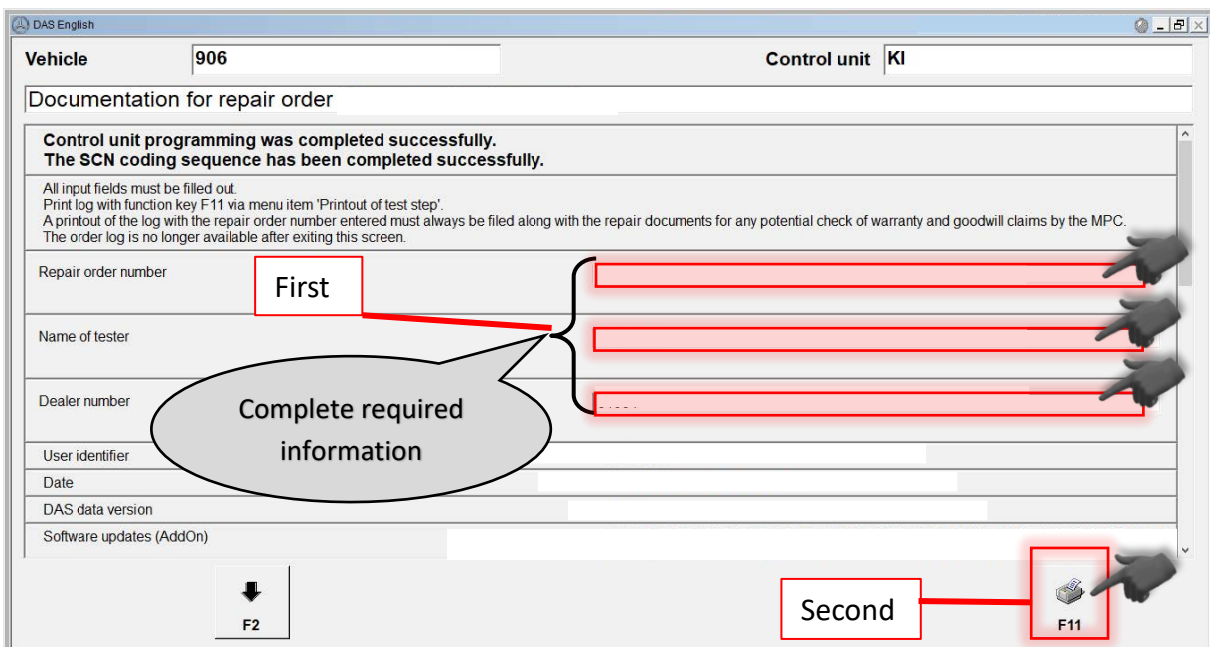 DAS English
Vehicle 906 Control unit KI
Documentation for repair order
Control unit programming was completed successfully.
The SCN coding sequence has been completed successfully.
All input fields must be filled out.
Print log with function key F11 via menu item 'Printout of test step'.
A printout of the log with the repair order number entered must always be filed along with the repair documents for any potential check of warranty and goodwill claims by the MPC.
The order log is no longer available after exiting this screen.
Repair order number
First
Name of tester
Dealer number
Complete required
information
User identifier
Date
DAS data version
Software updates (AddOn)
F2
Second
F11